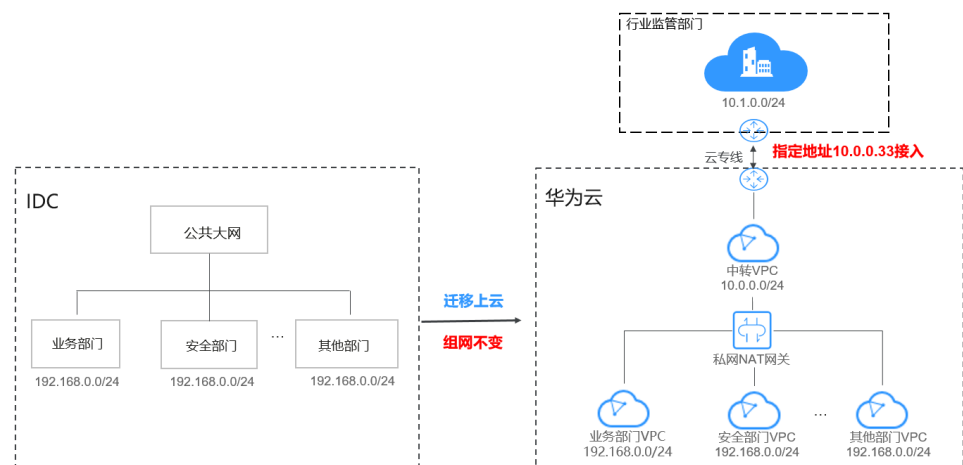 行业监管部门
10.1.0.0/24
云专线
指定地址10.0.0.33接入
IDC
公共大网
业务部门
安全部门
...
其他部门
192.168.0.0/24
192.168.0.0/24
192.168.0.0/24
迁移上云
组网不变
华为云
中转VPC
10.0.0.0/24
私网NAT网关
业务部门VPC
192.168.0.0/24
安全部门VPC
192.168.0.0/24
...
其他部门VPC
192.168.0.0/24